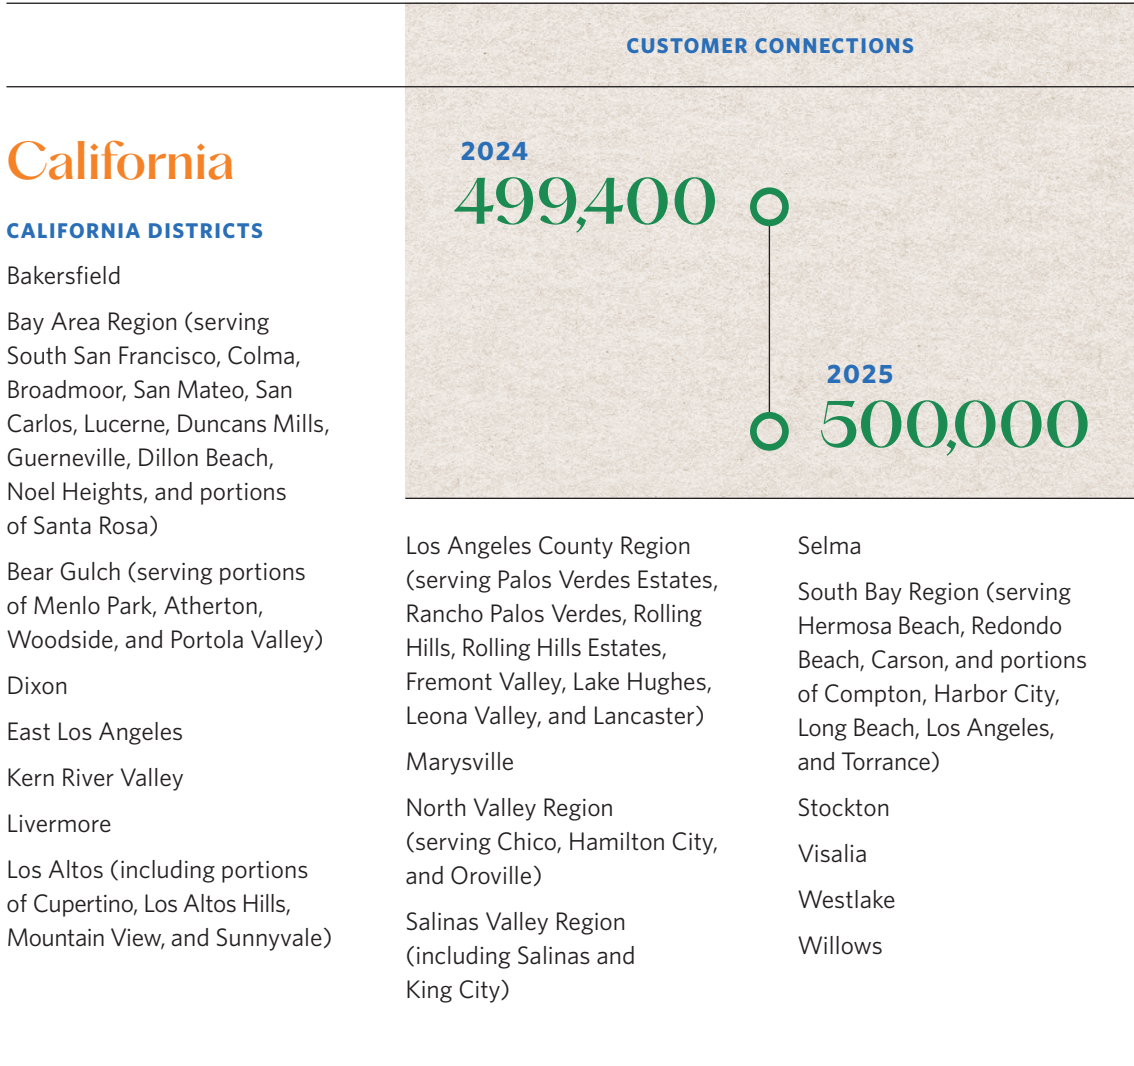 CUSTOMER CONNECTIONS
California
2024
499,400
2025
500,000
CALIFORNIA DISTRICTS
Bakersfield
Bay Area Region (serving
South San Francisco, Colma,
Broadmoor, San Mateo, San
Carlos, Lucerne, Duncans Mills,
Guerneville, Dillon Beach,
Noel Heights, and portions
of Santa Rosa)
Bear Gulch (serving portions
of Menlo Park, Atherton,
Woodside, and Portola Valley)
Dixon
East Los Angeles
Kern River Valley
Livermore
Los Altos (including portions
of Cupertino, Los Altos Hills,
Mountain View, and Sunnyvale)
Los Angeles County Region
(serving Palos Verdes Estates,
Rancho Palos Verdes, Rolling
Hills, Rolling Hills Estates,
Fremont Valley, Lake Hughes,
Leona Valley, and Lancaster)
Marysville
North Valley Region
(serving Chico, Hamilton City,
and Oroville)
Salinas Valley Region
(including Salinas and
King City)
Selma
South Bay Region (serving
Hermosa Beach, Redondo
Beach, Carson, and portions
of Compton, Harbor City,
Long Beach, Los Angeles,
and Torrance)
Stockton
Visalia
Westlake
Willows